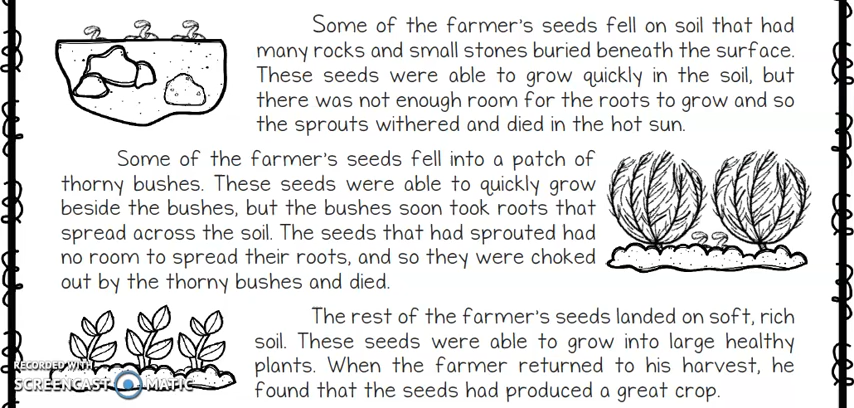 Some of the farmer's seeds fell on soil that had
many rocks and small stones buried beneath the surface.
These seeds were able to grow quickly in the soil, but
there was not enough room for the roots to grow and so
the sprouts withered and died in the hot sun.
Some of the farmer's seeds fell into a patch of
thorny bushes. These seeds were able to quickly grow
beside the bushes, but the bushes soon took roots that
spread across the soil. The seeds that had sprouted had
no room to spread their roots, and so they were choked
out by the thorny bushes and died.
The rest of the farmer's seeds landed on soft, rich
soil. These seeds were able to grow into large healthy
plants. When the farmer returned to his harvest, he
found that the seeds had produced a great crop.
RECORDED WITH
SCREENCAST-O-MATIC